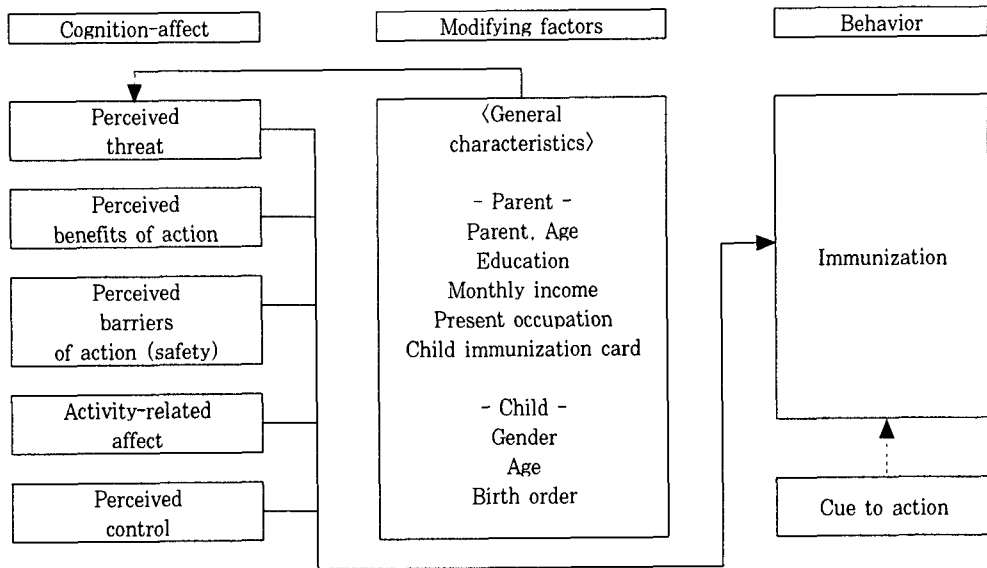 Cognition-affect
Modifying factors
Behavior
Perceived
threat
Perceived
benefits of action
Perceived
barriers
of action (safety)
Activity-related
affect
Perceived
control
〈General
characteristics〉
- Parent -
Parent, Age
Education
Monthly income
Present occupation
Child immunization card
- Child -
Gender
Age
Birth order
Immunization
Cue to action